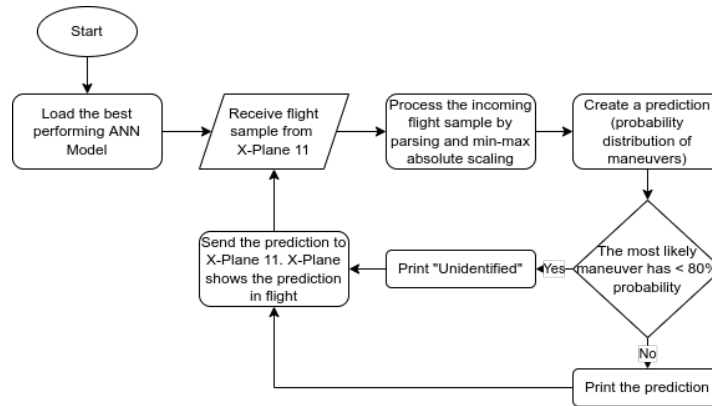 Start
Load the best
performing ANN
Model
Receive flight
sample from
X-Plane 11
Process the incoming
flight sample by
parsing and min-max
absolute scaling
Create a prediction
(probability
distribution of
maneuvers)
The most likely
maneuver has < 80%
probability
Yes
Print "Unidentified"
Send the prediction to
X-Plane 11. X-Plane
shows the prediction
in flight
No
Print the prediction